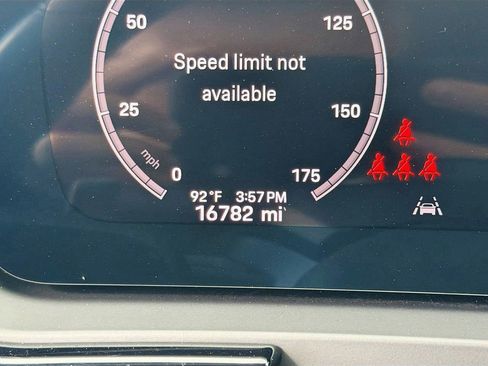 50 125
Speed limit not
available
25 150
mph
0 175
92°F 3:57PM
16782 mi